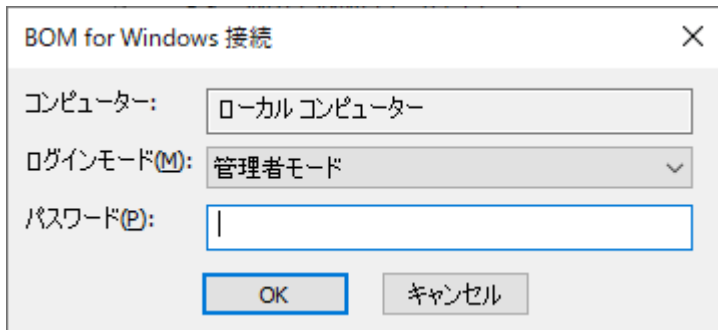 BOM for Windows 接続
コンピューター: ローカル コンピューター
ログインモード(M): 管理者モード
パスワード(P):
OK キャンセル